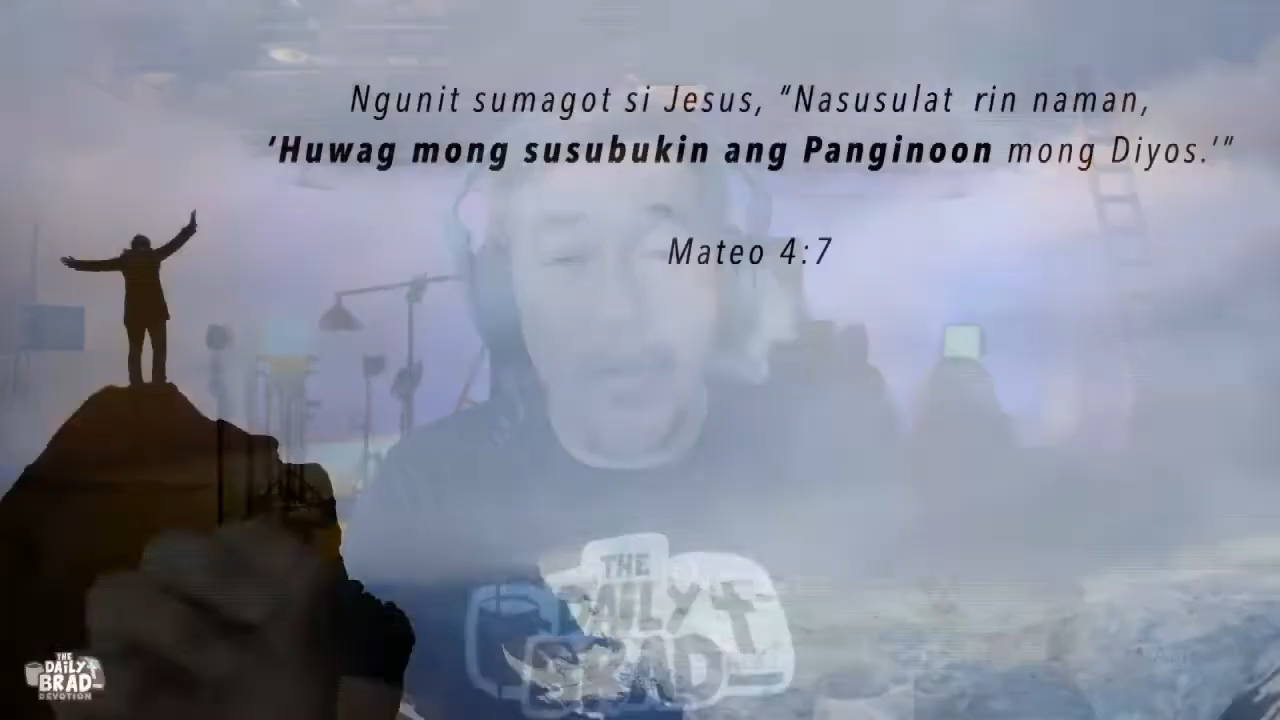 Ngunit sumagot si Jesus, “Nasusulat rin naman,
‘Huwag mong susubukin ang Panginoon mong Diyos.’”
Mateo 4:7
THE
DAILY
BRAD
THE
DAILY
BRAD
DEVOTION